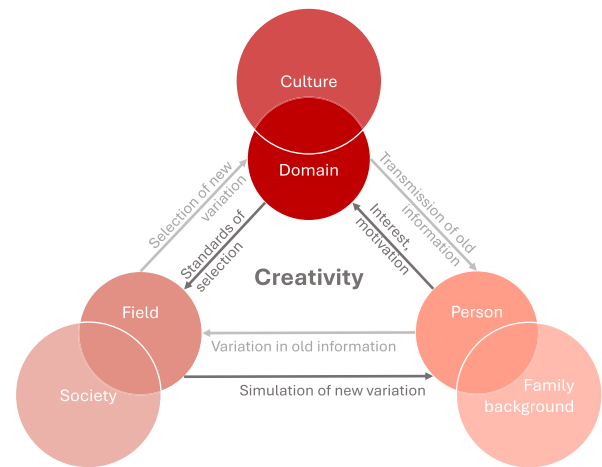 Culture
Domain
Selection of new
variation
Transmission of old
information
Standards of
selection
Interest,
motivation
Creativity
Field
Person
Variation in old information
Simulation of new variation
Society
Family
background